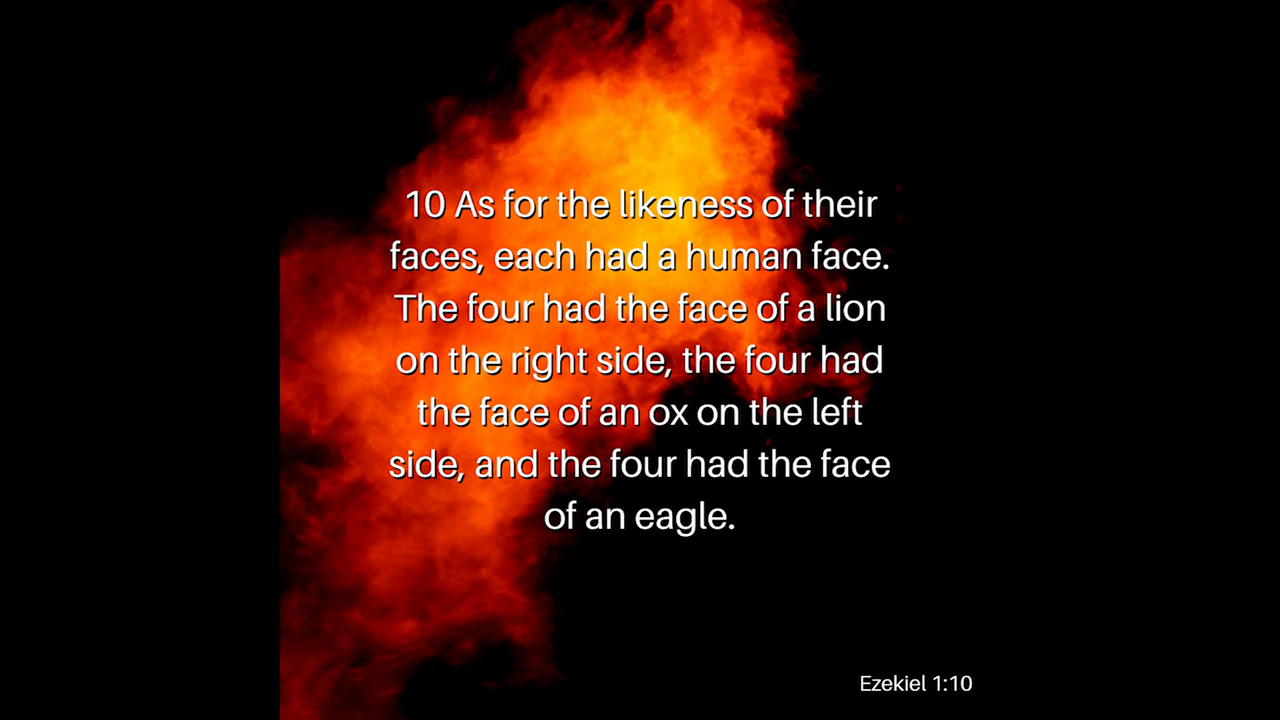 10 As for the likeness of their
faces, each had a human face.
The four had the face of a lion
on the right side, the four had
the face of an ox on the left
side, and the four had the face
of an eagle.
Ezekiel 1:10